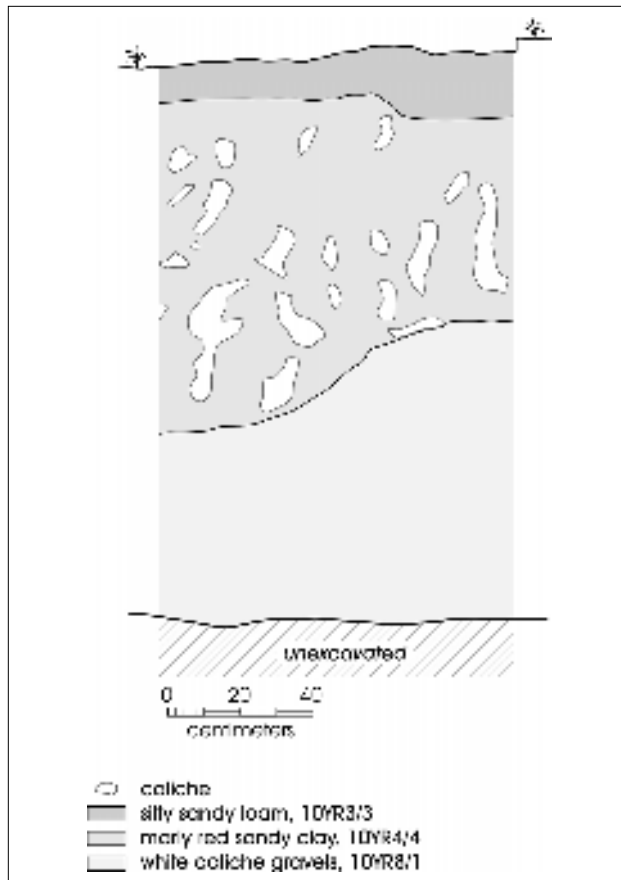 unexcavated
0 20 40
centimeters
caliche
silty sandy loam, 10YR3/3
marly red sandy clay, 10YR4/4
white caliche gravels, 10YR8/1